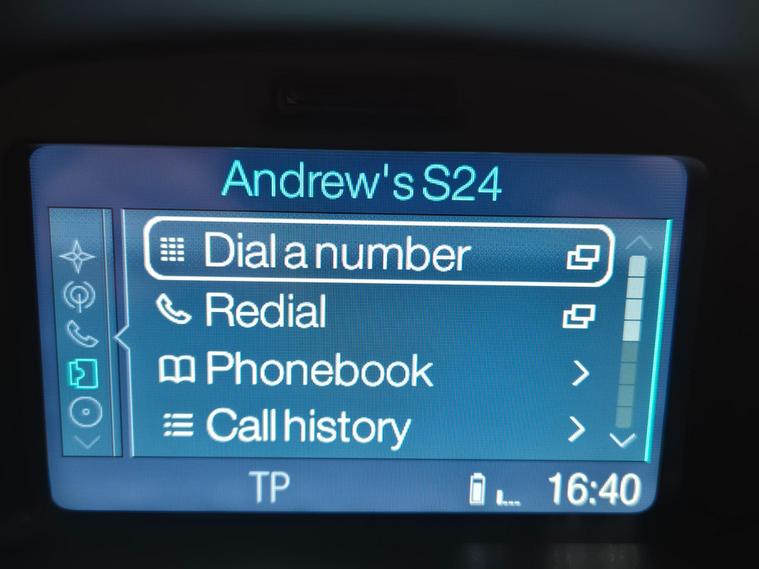 Andrew's S24
Dial a number
Redial
Phonebook
Call history
TP 16:40